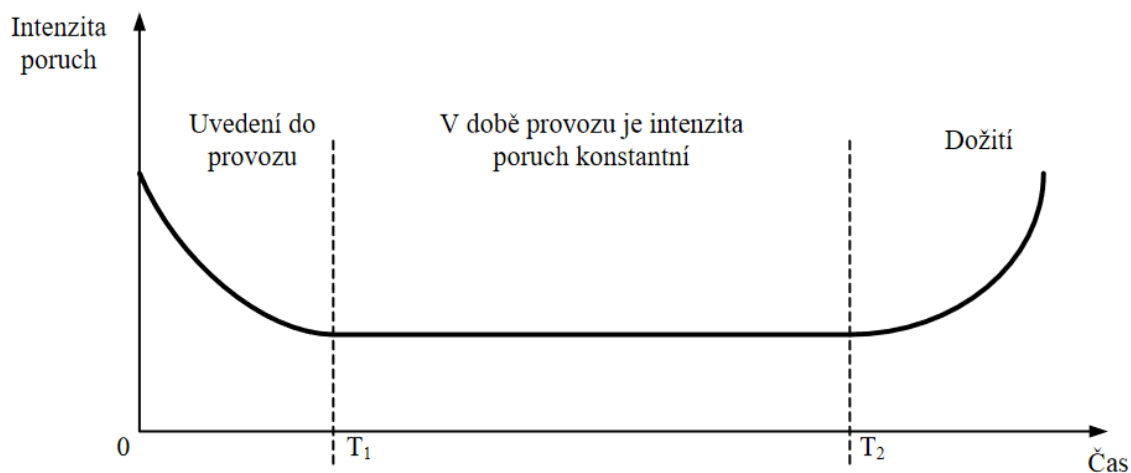 Intenzita
poruch
Uvedení do
provozu
V době provozu je intenzita
poruch konstantní
Dožití
0
T₁
T₂
Čas